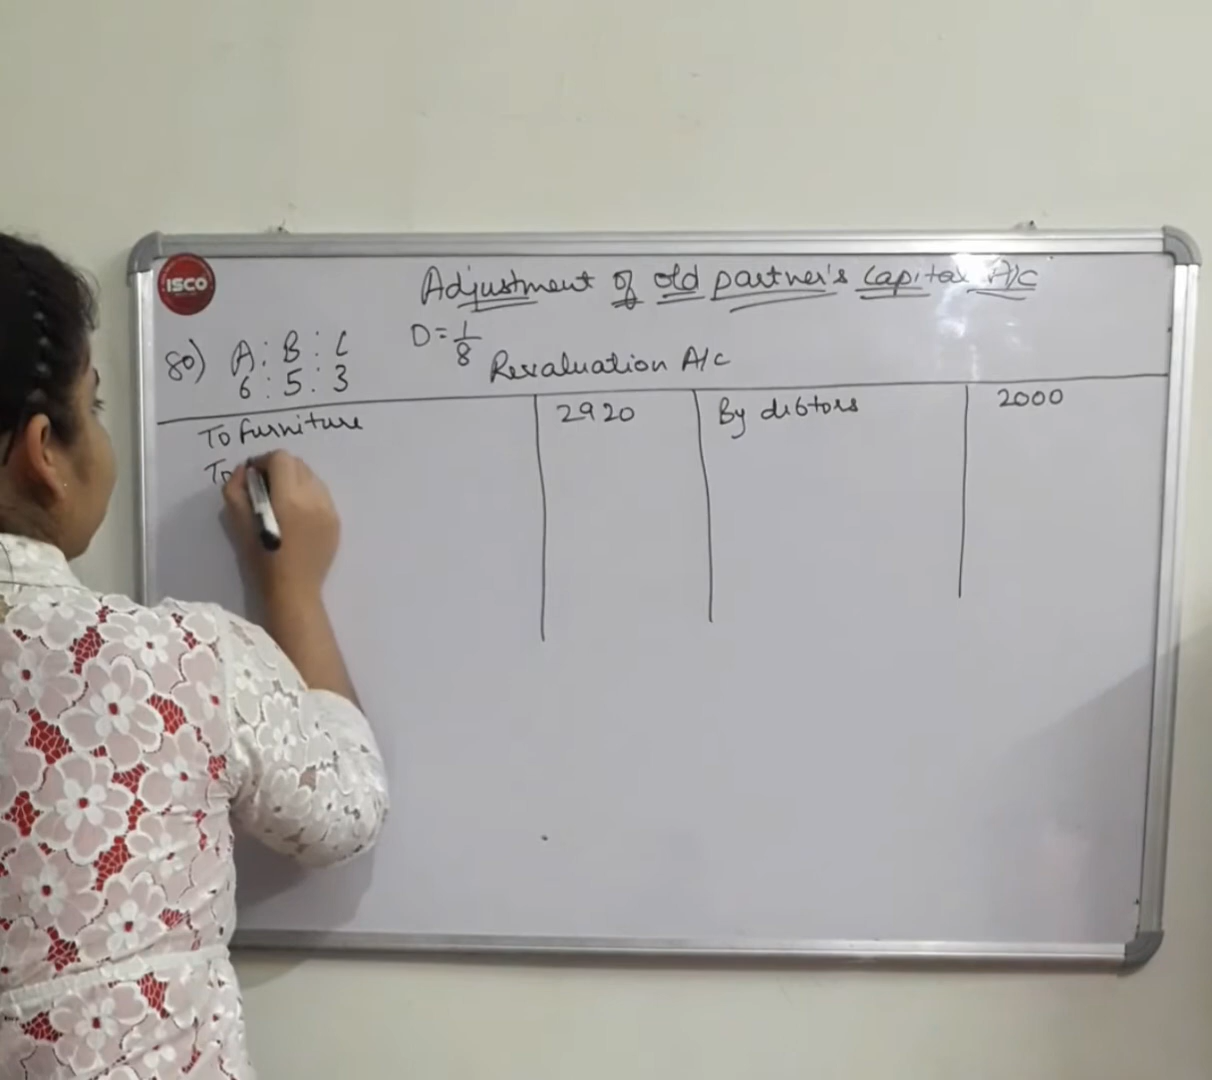 ISCO
Adjustment of old partner's Capital A/c
80) A : B : C D = 1/8
6 : 5 : 3
Revaluation A/c
To furniture 2920 By debtors 2000
To